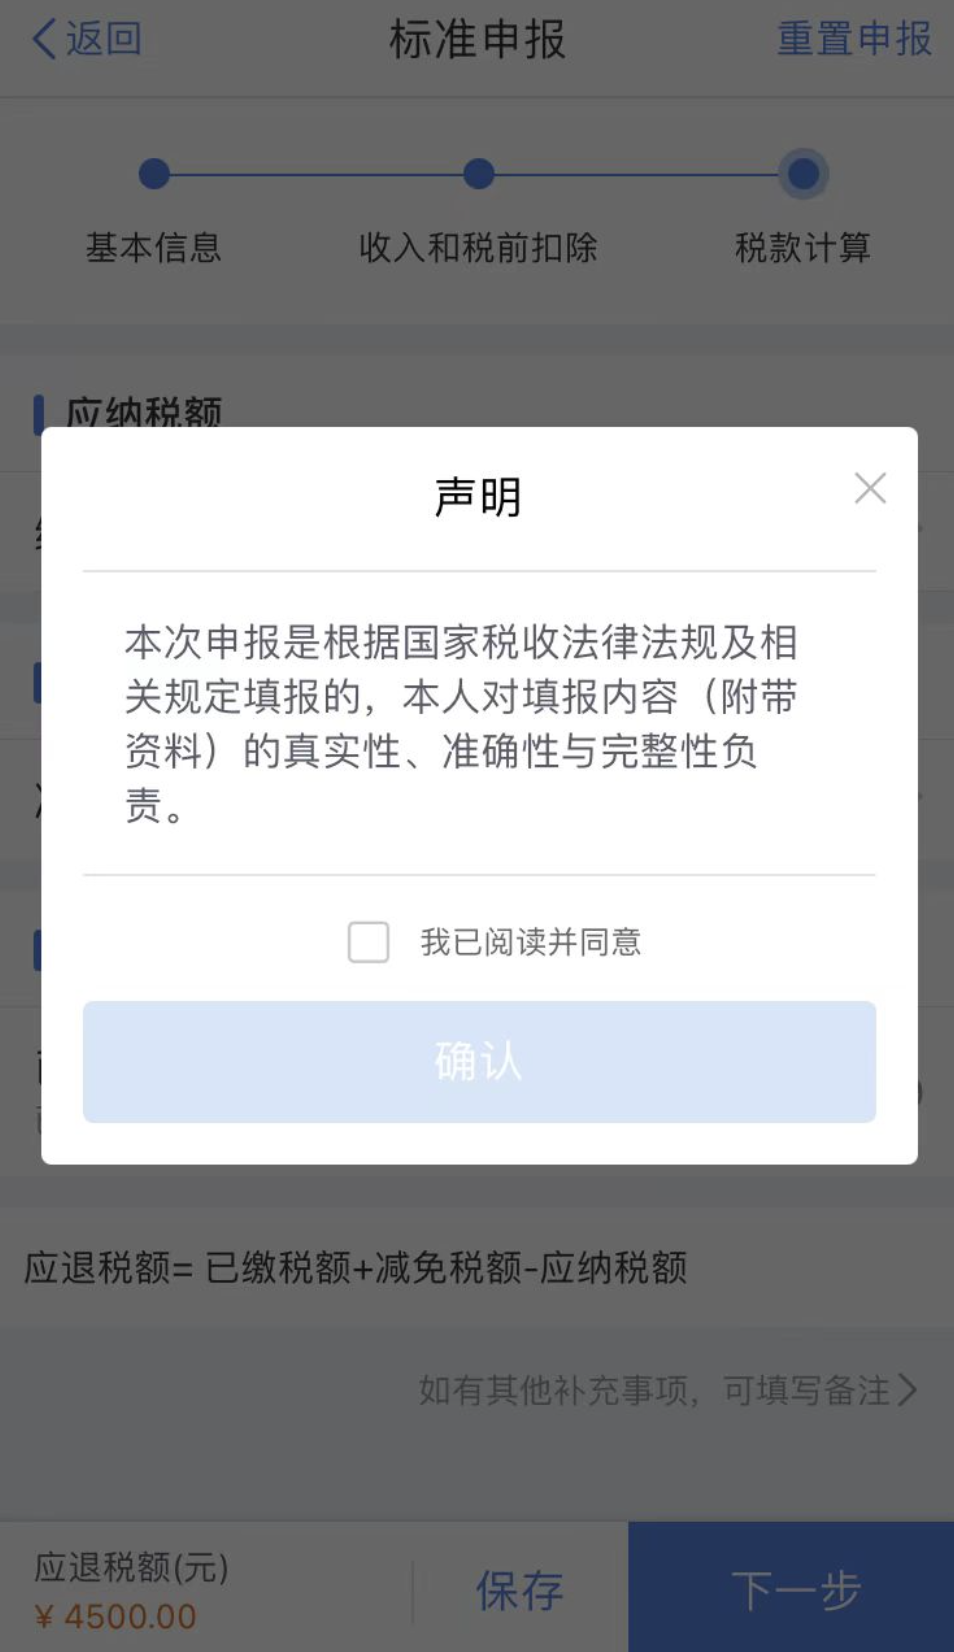 返回 标准申报 重置申报
基本信息 收入和税前扣除 税款计算
应纳税额
声明
本次申报是根据国家税收法律法规及相
关规定填报的，本人对填报内容（附带
资料）的真实性、准确性与完整性负
责。
我已阅读并同意
确认
应退税额= 已缴税额+减免税额-应纳税额
如有其他补充事项，可填写备注
应退税额(元)
¥ 4500.00
保存
下一步